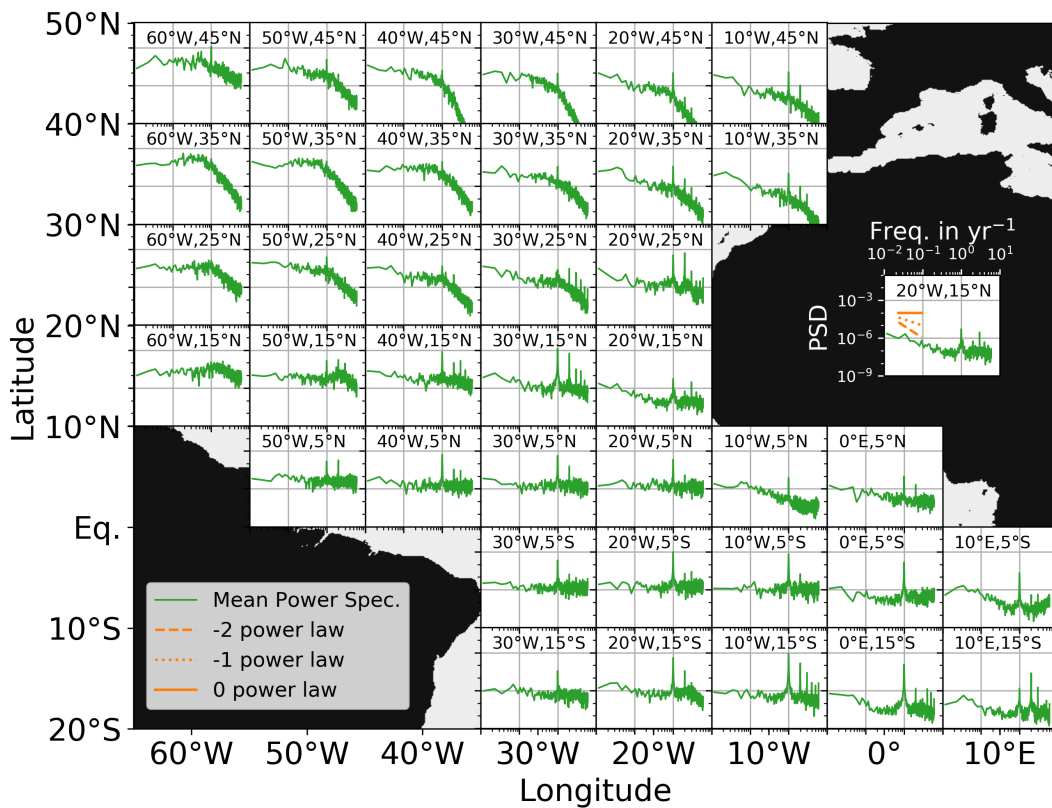 50°N
60°W,45°N 50°W,45°N 40°W,45°N 30°W,45°N 20°W,45°N 10°W,45°N
40°N
60°W,35°N 50°W,35°N 40°W,35°N 30°W,35°N 20°W,35°N 10°W,35°N
30°N
60°W,25°N 50°W,25°N 40°W,25°N 30°W,25°N 20°W,25°N
Freq. in yr⁻¹
10⁻² 10⁻¹ 10⁰ 10¹
20°W,15°N
PSD
10⁻³
10⁻⁶
10⁻⁹
20°N
60°W,15°N 50°W,15°N 40°W,15°N 30°W,15°N 20°W,15°N
Latitude
10°N
50°W,5°N 40°W,5°N 30°W,5°N 20°W,5°N 10°W,5°N 0°E,5°N
Eq.
30°W,5°S 20°W,5°S 10°W,5°S 0°E,5°S 10°E,5°S
Mean Power Spec.
-2 power law
-1 power law
0 power law
10°S
30°W,15°S 20°W,15°S 10°W,15°S 0°E,15°S 10°E,15°S
20°S
60°W 50°W 40°W 30°W 20°W 10°W 0° 10°E
Longitude